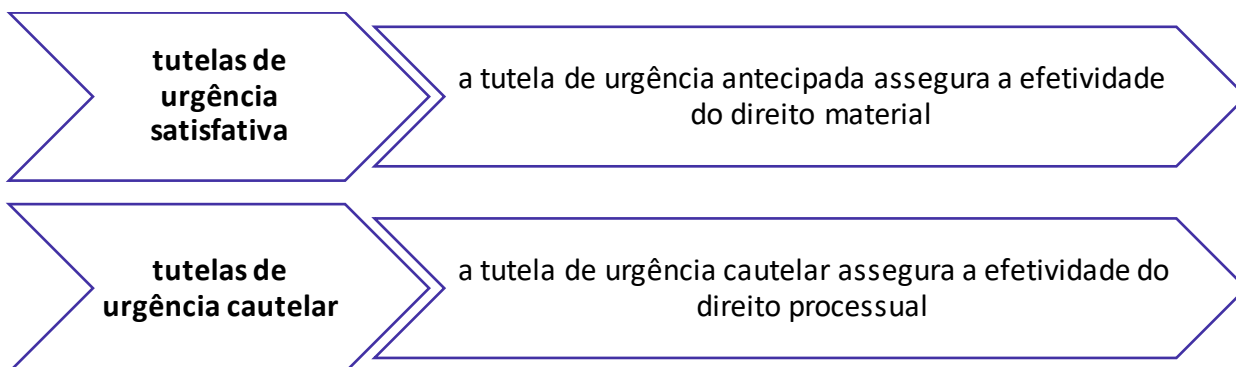 tutelas de
urgência
satisfativa
a tutela de urgência antecipada assegura a efetividade
do direito material
tutelas de
urgência cautelar
a tutela de urgência cautelar assegura a efetividade do
direito processual